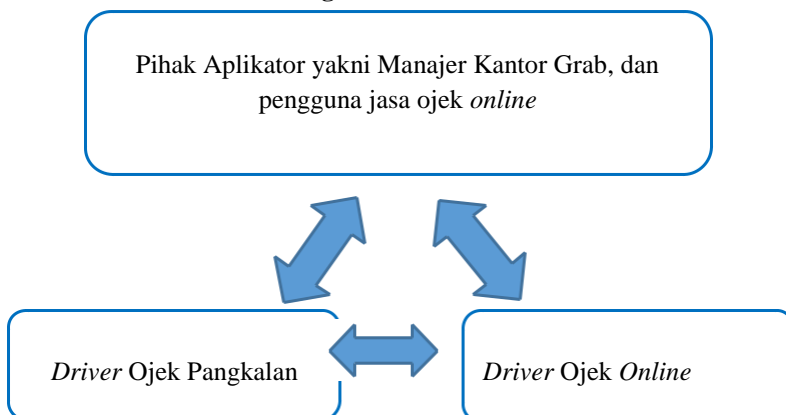 Pihak Aplikator yakni Manajer Kantor Grab, dan
pengguna jasa ojek online
Driver Ojek Pangkalan
Driver Ojek Online